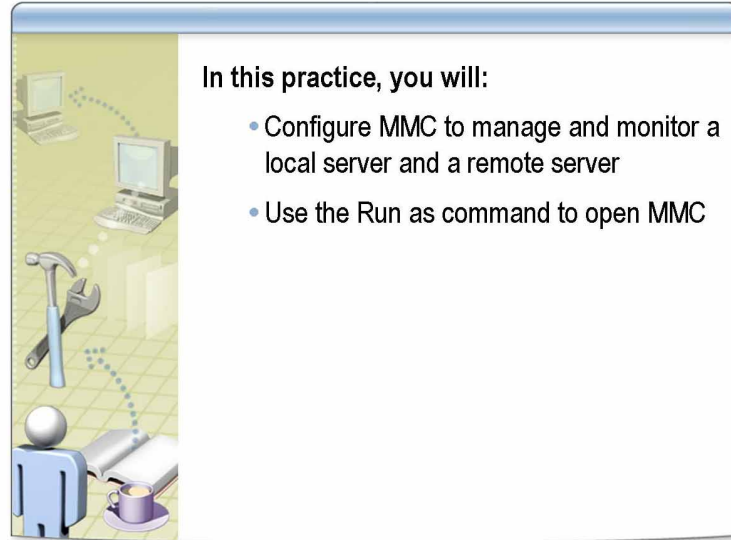 In this practice, you will:
• Configure MMC to manage and monitor a
local server and a remote server
• Use the Run as command to open MMC